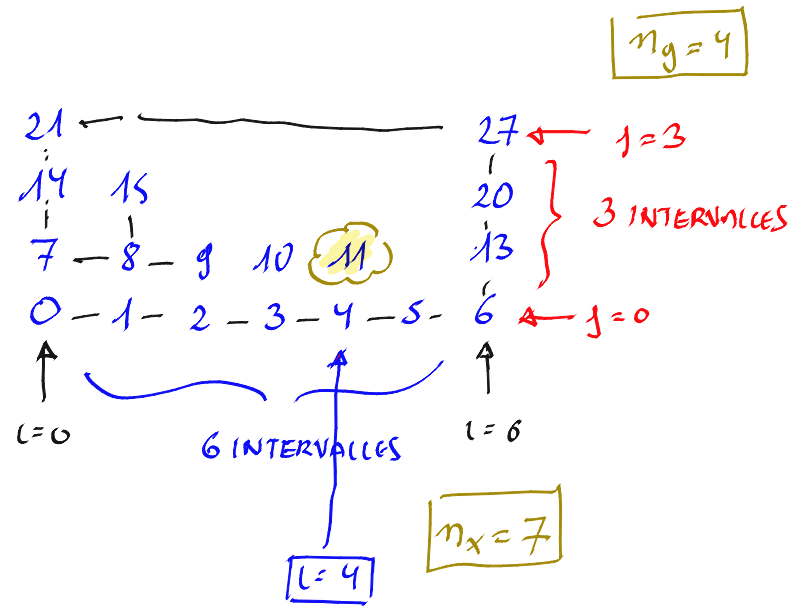 ny = 4
21 27 j = 3
14 15 20 3 INTERVALLES
7 8 9 10 11 13
0 1 2 3 4 5 6 j = 0
i = 0 6 INTERVALLES i = 6
nx = 7
i = 4